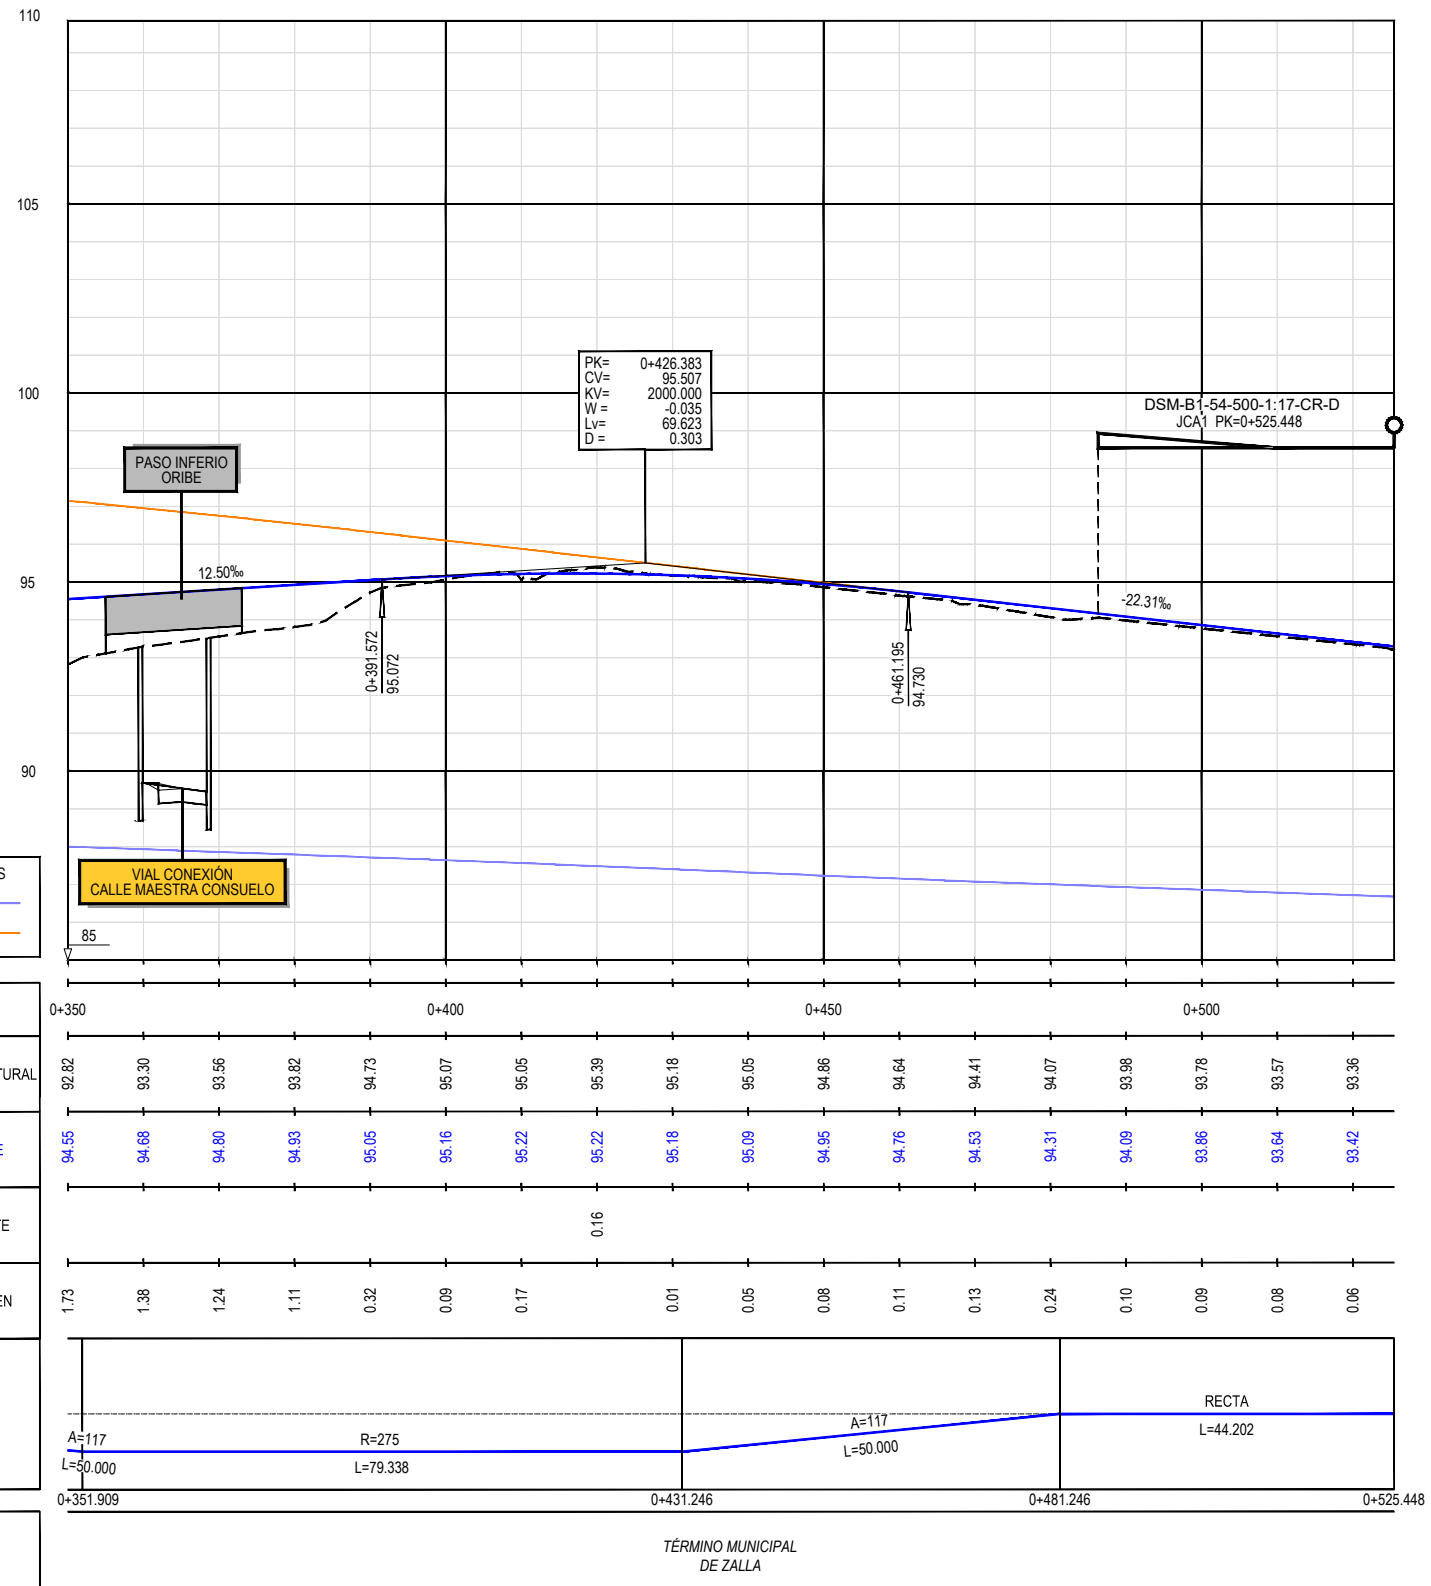 110
105
100
95
90
85
PK= 0+426.383
CV= 95.507
KV= 2000.000
W = -0.035
Lv= 69.623
D = 0.303
DSM-B1-54-500-1:17-CR-D
JCA1 PK=0+525.448
PASO INFERIO
ORIBE
12.50‰
-22.31‰
0+391.572
95.072
0+461.195
94.730
VIAL CONEXIÓN
CALLE MAESTRA CONSUELO
S
0+350 0+400 0+450 0+500
TURAL 92.82 93.30 93.56 93.82 94.73 95.07 95.05 95.39 95.18 95.05 94.86 94.64 94.41 94.07 93.98 93.78 93.57 93.36
E 94.55 94.68 94.80 94.93 95.05 95.16 95.22 95.22 95.18 95.09 94.95 94.76 94.53 94.31 94.09 93.86 93.64 93.42
TE 0.16
EN 1.73 1.38 1.24 1.11 0.32 0.09 0.17 0.01 0.05 0.08 0.11 0.13 0.24 0.10 0.09 0.08 0.06
A=117
L=50.000
R=275
L=79.338
A=117
L=50.000
RECTA
L=44.202
0+351.909 0+431.246 0+481.246 0+525.448
TÉRMINO MUNICIPAL
DE ZALLA